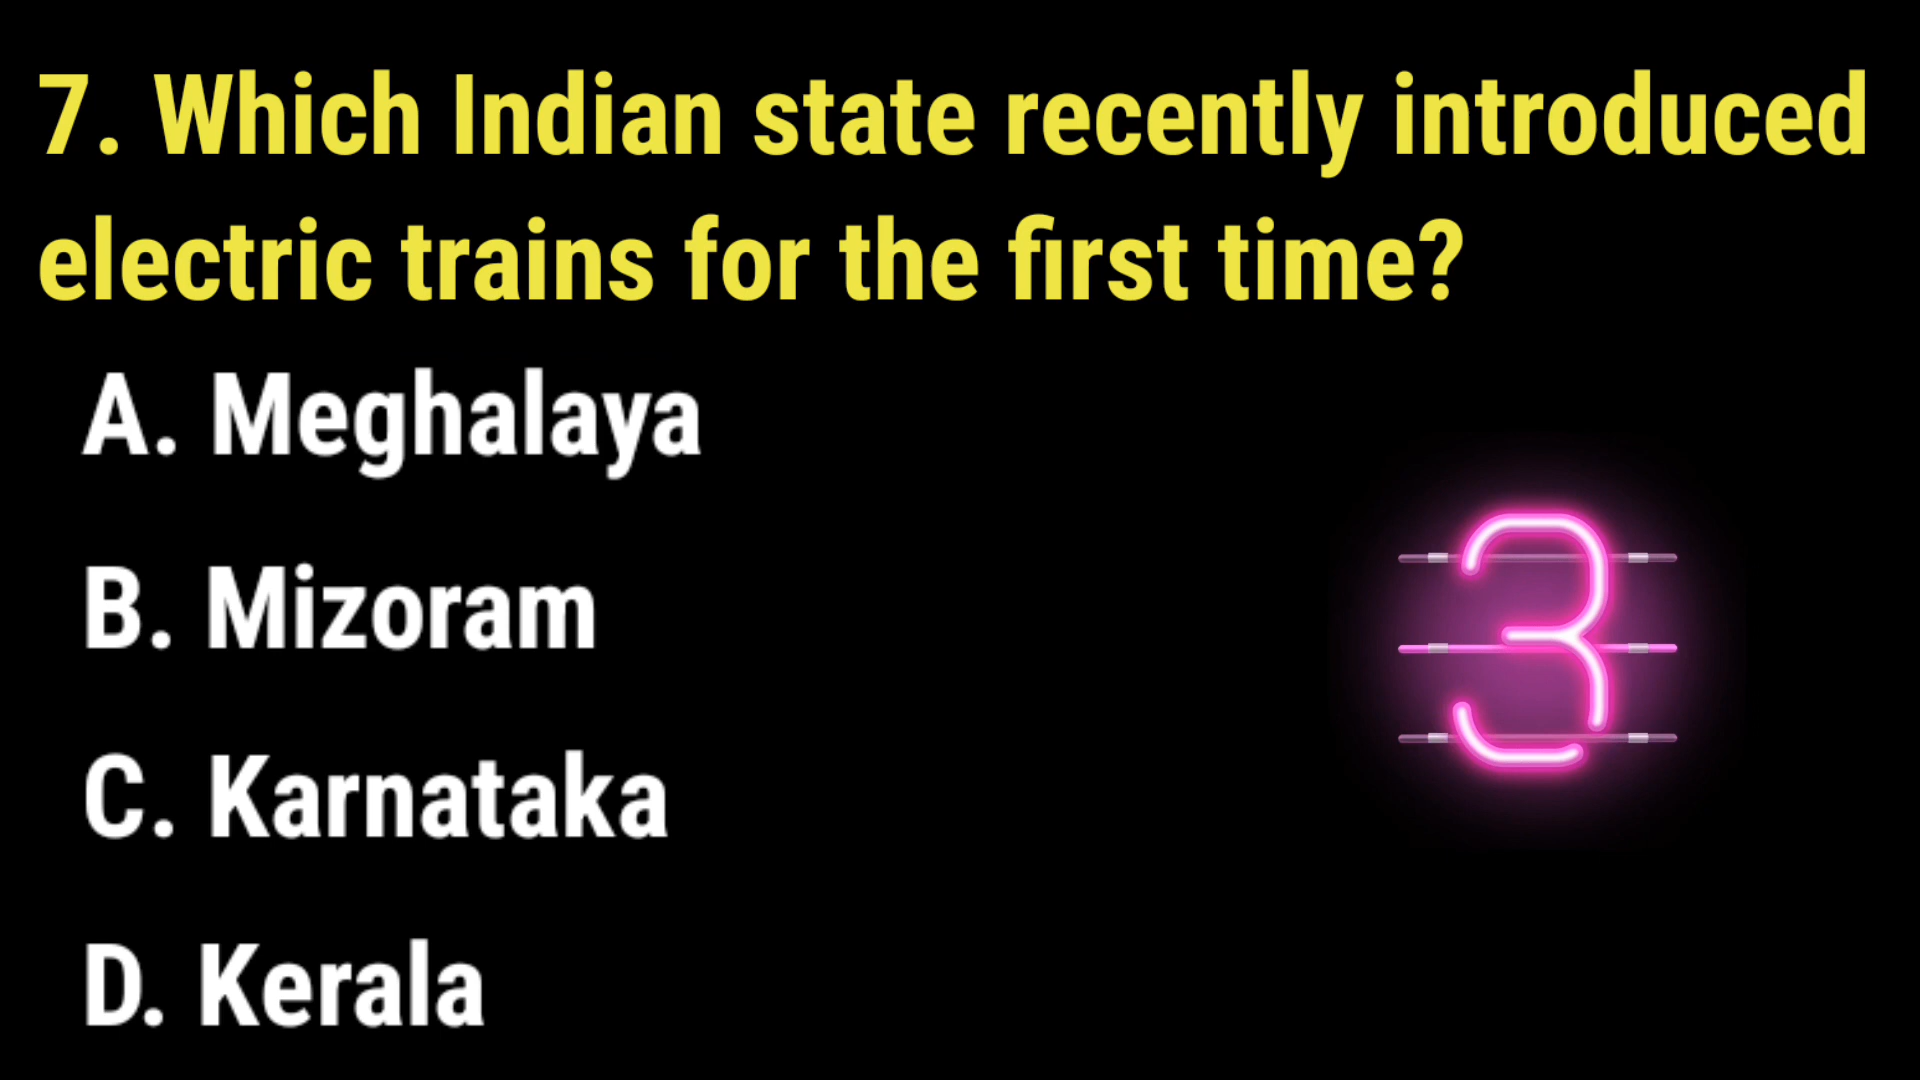 7. Which Indian state recently introduced
electric trains for the first time?
A. Meghalaya
B. Mizoram
3
C. Karnataka
D. Kerala